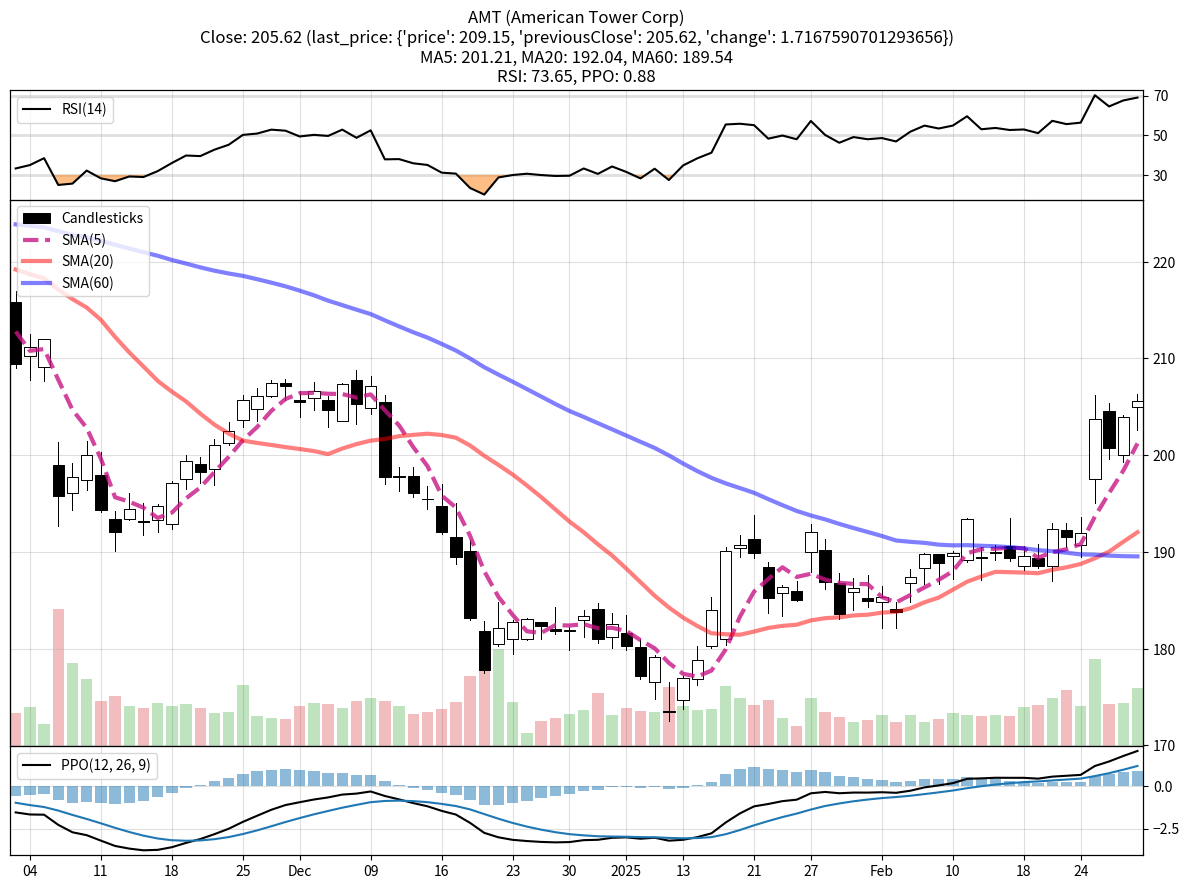 AMT (American Tower Corp)
Close: 205.62 (last_price: {'price': 209.15, 'previousClose': 205.62, 'change': 1.7167590701293656})
MA5: 201.21, MA20: 192.04, MA60: 189.54
RSI: 73.65, PPO: 0.88
RSI(14)
70
50
30
Candlesticks
SMA(5)
SMA(20)
SMA(60)
220
210
200
190
180
170
PPO(12, 26, 9)
0.0
−2.5
04 11 18 25 Dec 09 16 23 30 2025 13 21 27 Feb 10 18 24